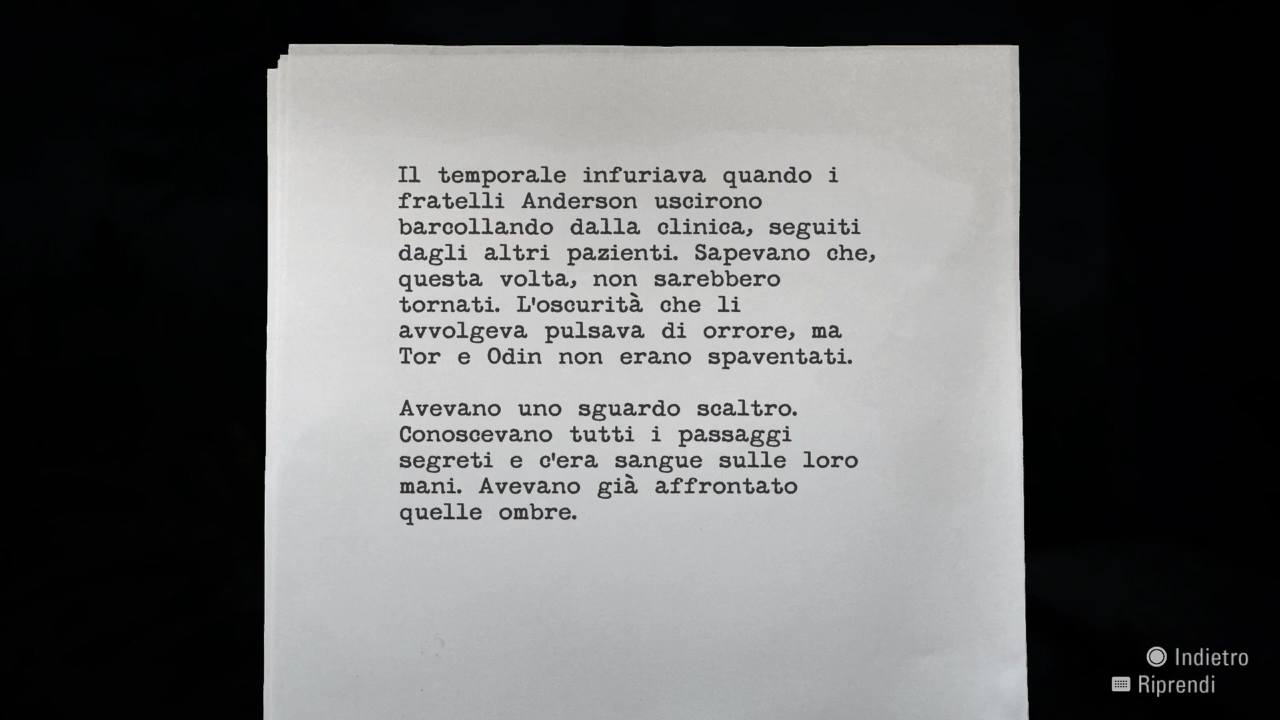 Il temporale infuriava quando i
fratelli Anderson uscirono
barcollando dalla clinica, seguiti
dagli altri pazienti. Sapevano che,
questa volta, non sarebbero
tornati. L'oscurità che li
avvolgeva pulsava di orrore, ma
Tor e Odin non erano spaventati.
Avevano uno sguardo scaltro.
Conoscevano tutti i passaggi
segreti e c'era sangue sulle loro
mani. Avevano già affrontato
quelle ombre.
Indietro
Riprendi